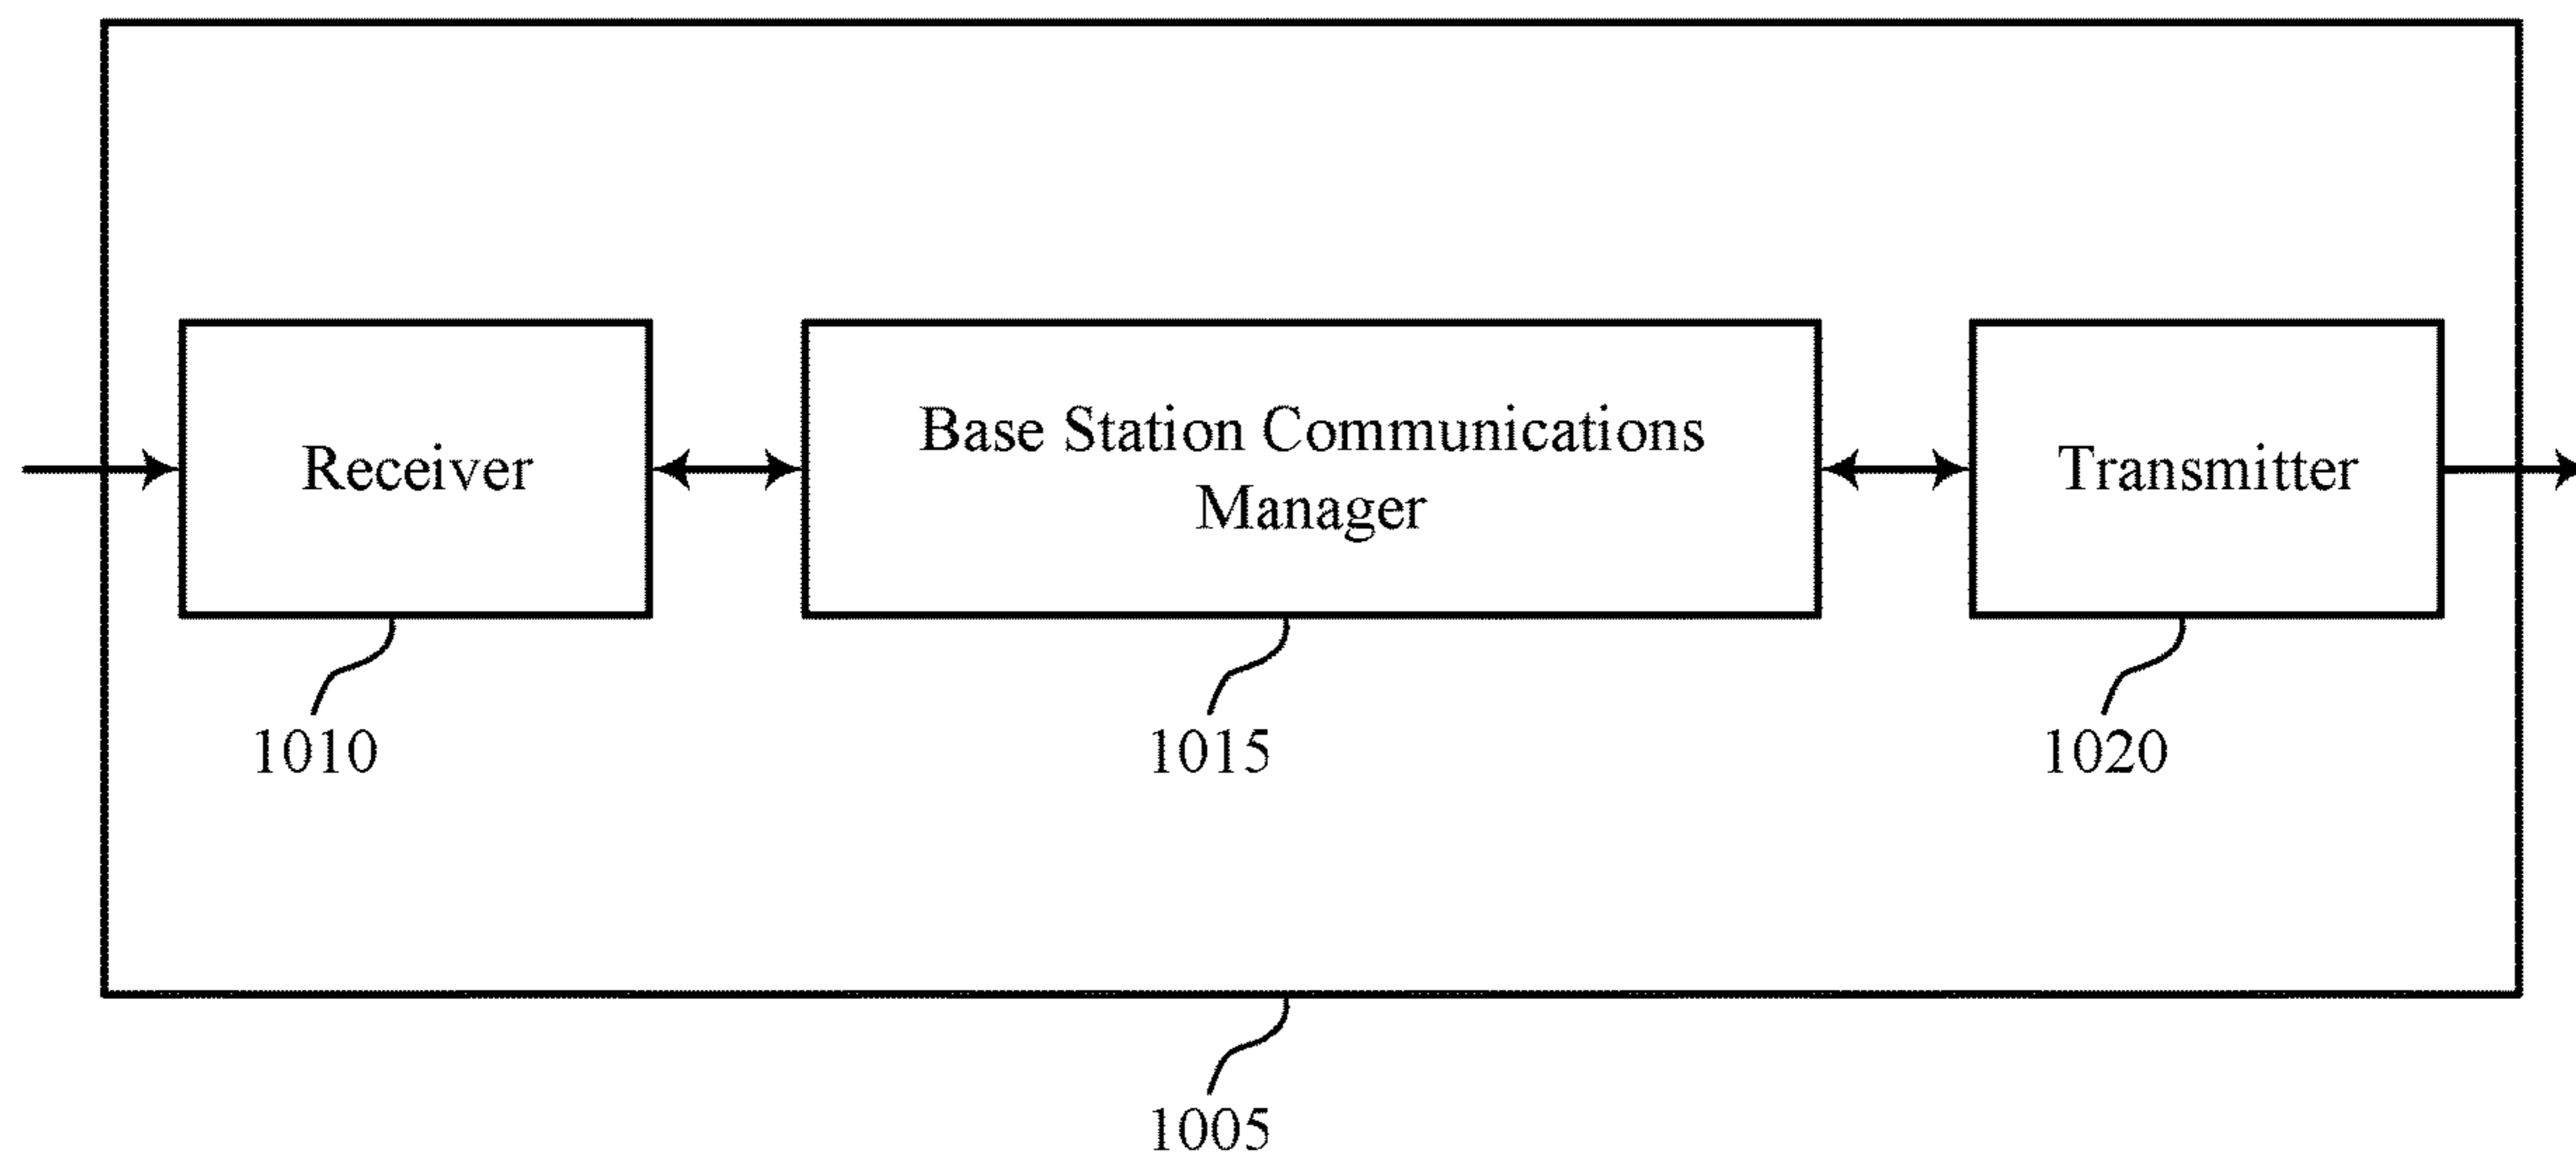 Receiver
Base Station Communications
Manager
Transmitter
1010
1015
1020
1005